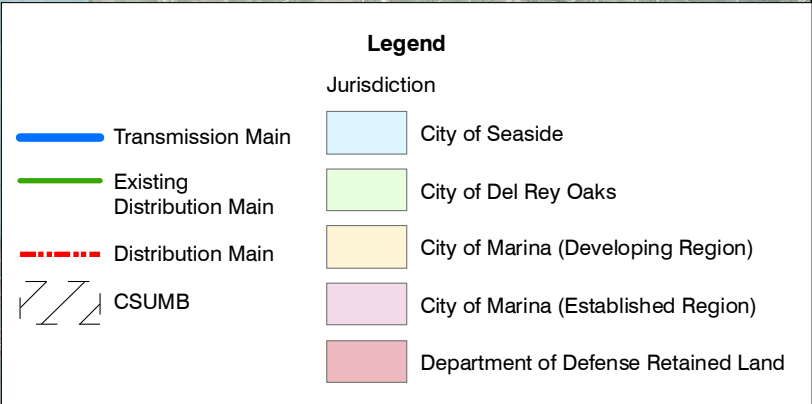 Legend
Jurisdiction
Transmission Main
Existing
Distribution Main
Distribution Main
CSUMB
City of Seaside
City of Del Rey Oaks
City of Marina (Developing Region)
City of Marina (Established Region)
Department of Defense Retained Land